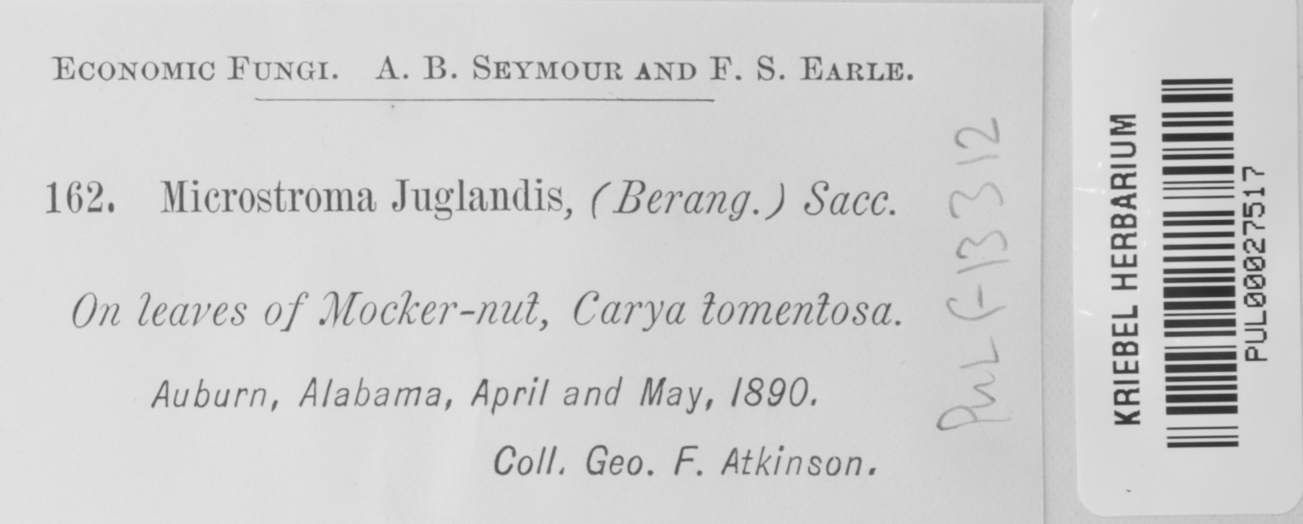 ECONOMIC FUNGI. A. B. SEYMOUR AND F. S. EARLE.
162. Microstroma Juglandis, (Berang.) Sacc.
On leaves of Mocker-nut, Carya tomentosa.
Auburn, Alabama, April and May, 1890.
Coll. Geo. F. Atkinson.
PUL F-13312
KRIEBEL HERBARIUM
PUL00027517